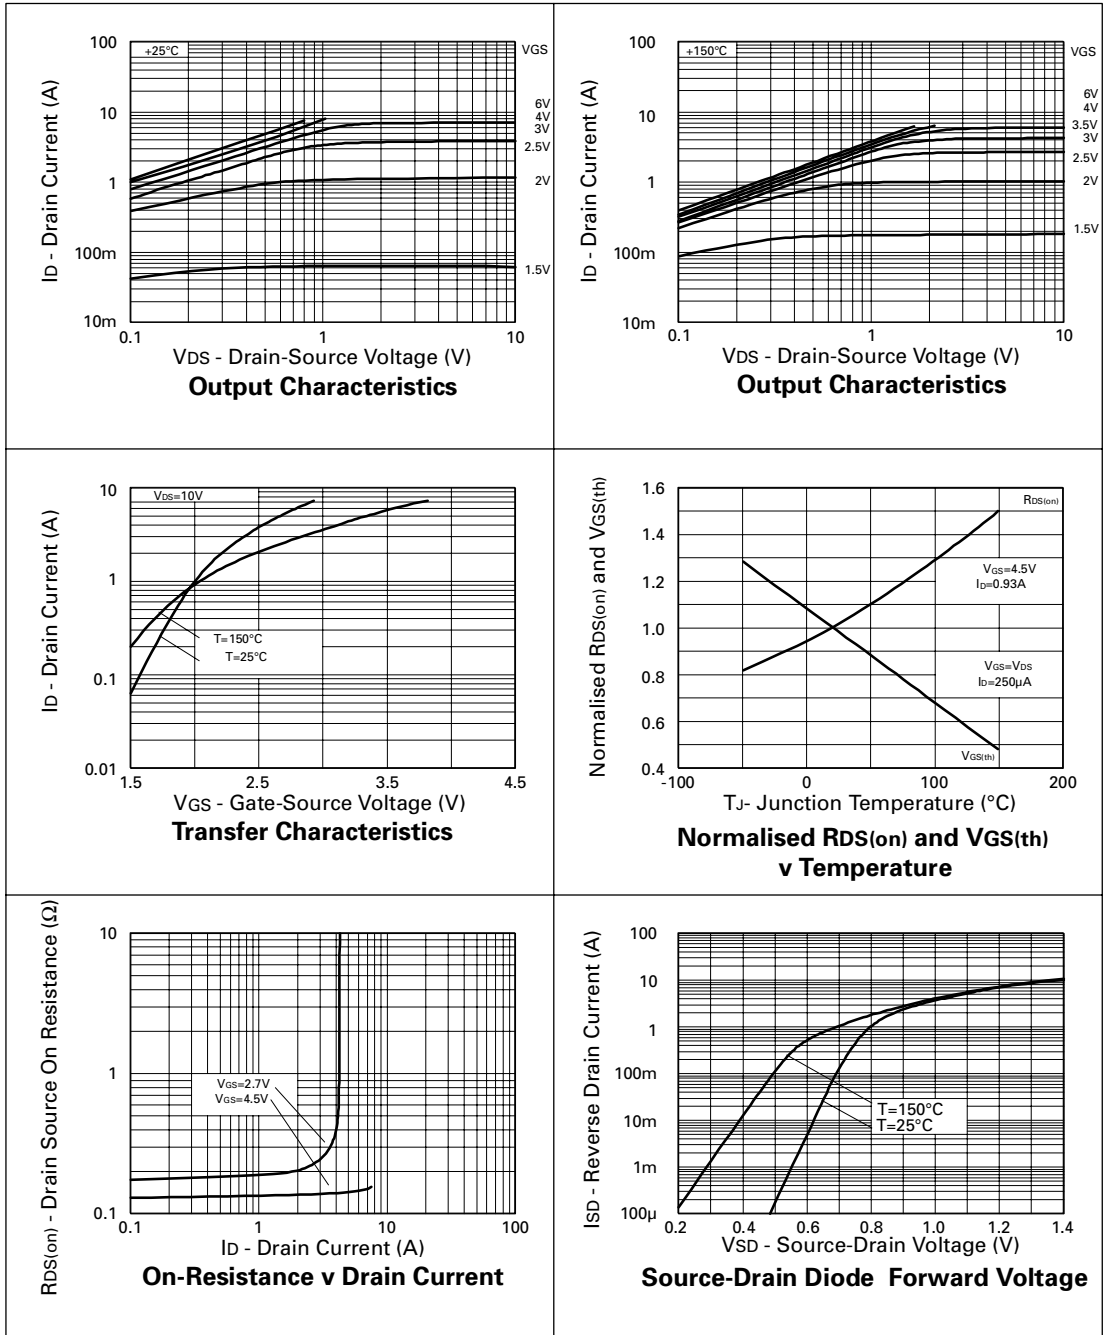 100
10
1
100m
10m
ID - Drain Current (A)
+25°C
VGS
6V
4V
3V
2.5V
2V
1.5V
0.1
1
10
VDS - Drain-Source Voltage (V)
Output Characteristics
100
10
1
100m
10m
ID - Drain Current (A)
+150°C
VGS
6V
4V
3.5V
3V
2.5V
2V
1.5V
0.1
1
10
VDS - Drain-Source Voltage (V)
Output Characteristics
10
1
0.1
0.01
ID - Drain Current (A)
VDS=10V
T=150°C
T=25°C
1.5
2.5
3.5
4.5
VGS - Gate-Source Voltage (V)
Transfer Characteristics
1.6
1.4
1.2
1.0
0.8
0.6
0.4
Normalised RDS(on) and VGS(th)
RDS(on)
VGS=4.5V
ID=0.93A
VGS=VDS
ID=250µA
VGS(th)
-100
0
100
200
TJ- Junction Temperature (°C)
Normalised RDS(on) and VGS(th)
v Temperature
10
1
0.1
RDS(on) - Drain Source On Resistance (Ω)
VGS=2.7V
VGS=4.5V
0.1
1
10
100
ID - Drain Current (A)
On-Resistance v Drain Current
100
10
1
100m
10m
1m
100µ
ISD - Reverse Drain Current (A)
T=150°C
T=25°C
0.2
0.4
0.6
0.8
1.0
1.2
1.4
VSD - Source-Drain Voltage (V)
Source-Drain Diode Forward Voltage